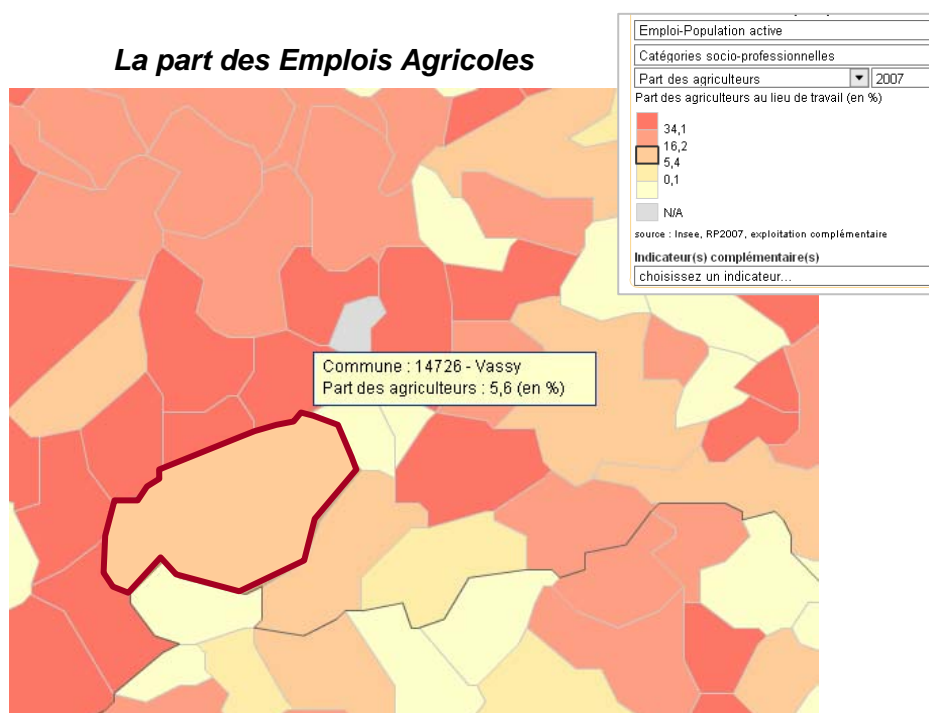 La part des Emplois Agricoles
Emploi-Population active
Catégories socio-professionnelles
Part des agriculteurs 2007
Part des agriculteurs au lieu de travail (en %)
34,1
16,2
5,4
0,1
N/A
source : Insee, RP2007, exploitation complémentaire
Indicateur(s) complémentaire(s)
choisissez un indicateur...
Commune : 14726 - Vassy
Part des agriculteurs : 5,6 (en %)